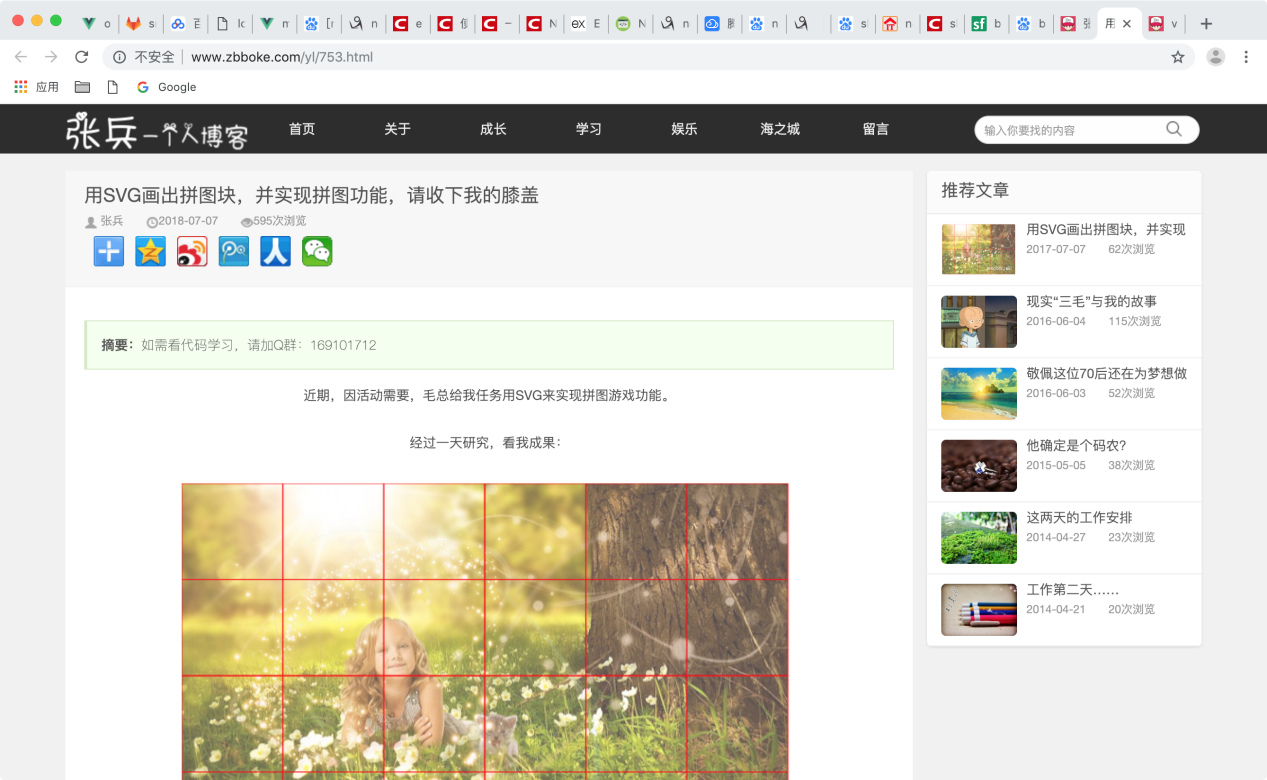 不安全 www.zbboke.com/yl/753.html
应用 Google
张兵一个人博客 首页 关于 成长 学习 娱乐 海之城 留言 输入你要找的内容
用SVG画出拼图块，并实现拼图功能，请收下我的膝盖
张兵 2018-07-07 595次浏览
摘要：如需看代码学习，请加Q群：169101712
近期，因活动需要，毛总给我任务用SVG来实现拼图游戏功能。
经过一天研究，看我成果：
推荐文章
用SVG画出拼图块，并实现
2017-07-07 62次浏览
现实“三毛”与我的故事
2016-06-04 115次浏览
敬佩这位70后还在为梦想做
2016-06-03 52次浏览
他确定是个码农?
2015-05-05 38次浏览
这两天的工作安排
2014-04-27 23次浏览
工作第二天……
2014-04-21 20次浏览